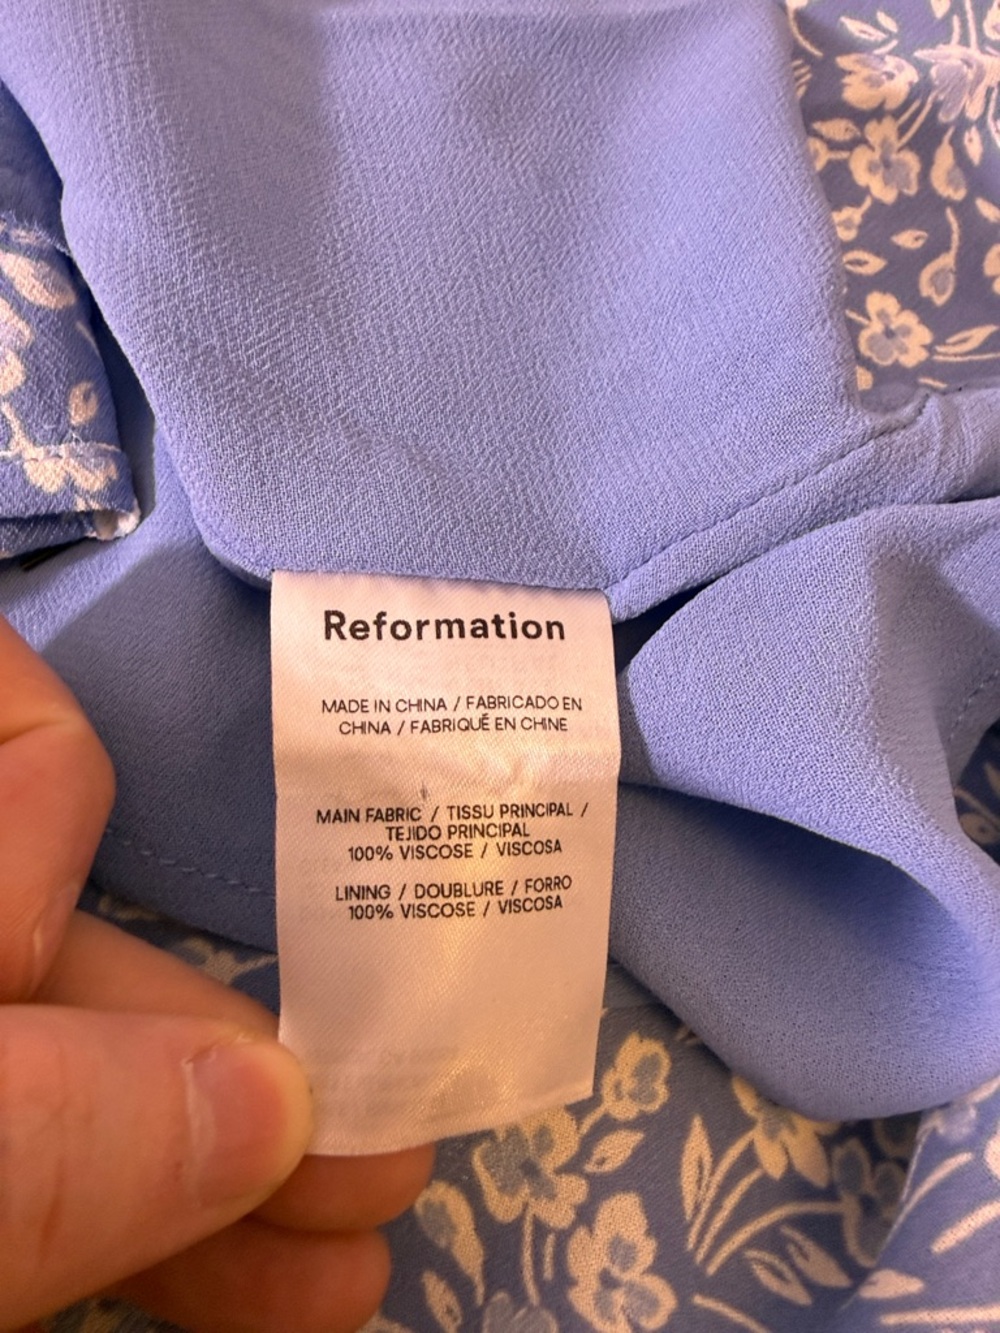 Reformation
MADE IN CHINA / FABRICADO EN
CHINA / FABRIQUÉ EN CHINE
MAIN FABRIC / TISSU PRINCIPAL /
TEJIDO PRINCIPAL
100% VISCOSE / VISCOSA
LINING / DOUBLURE / FORRO
100% VISCOSE / VISCOSA